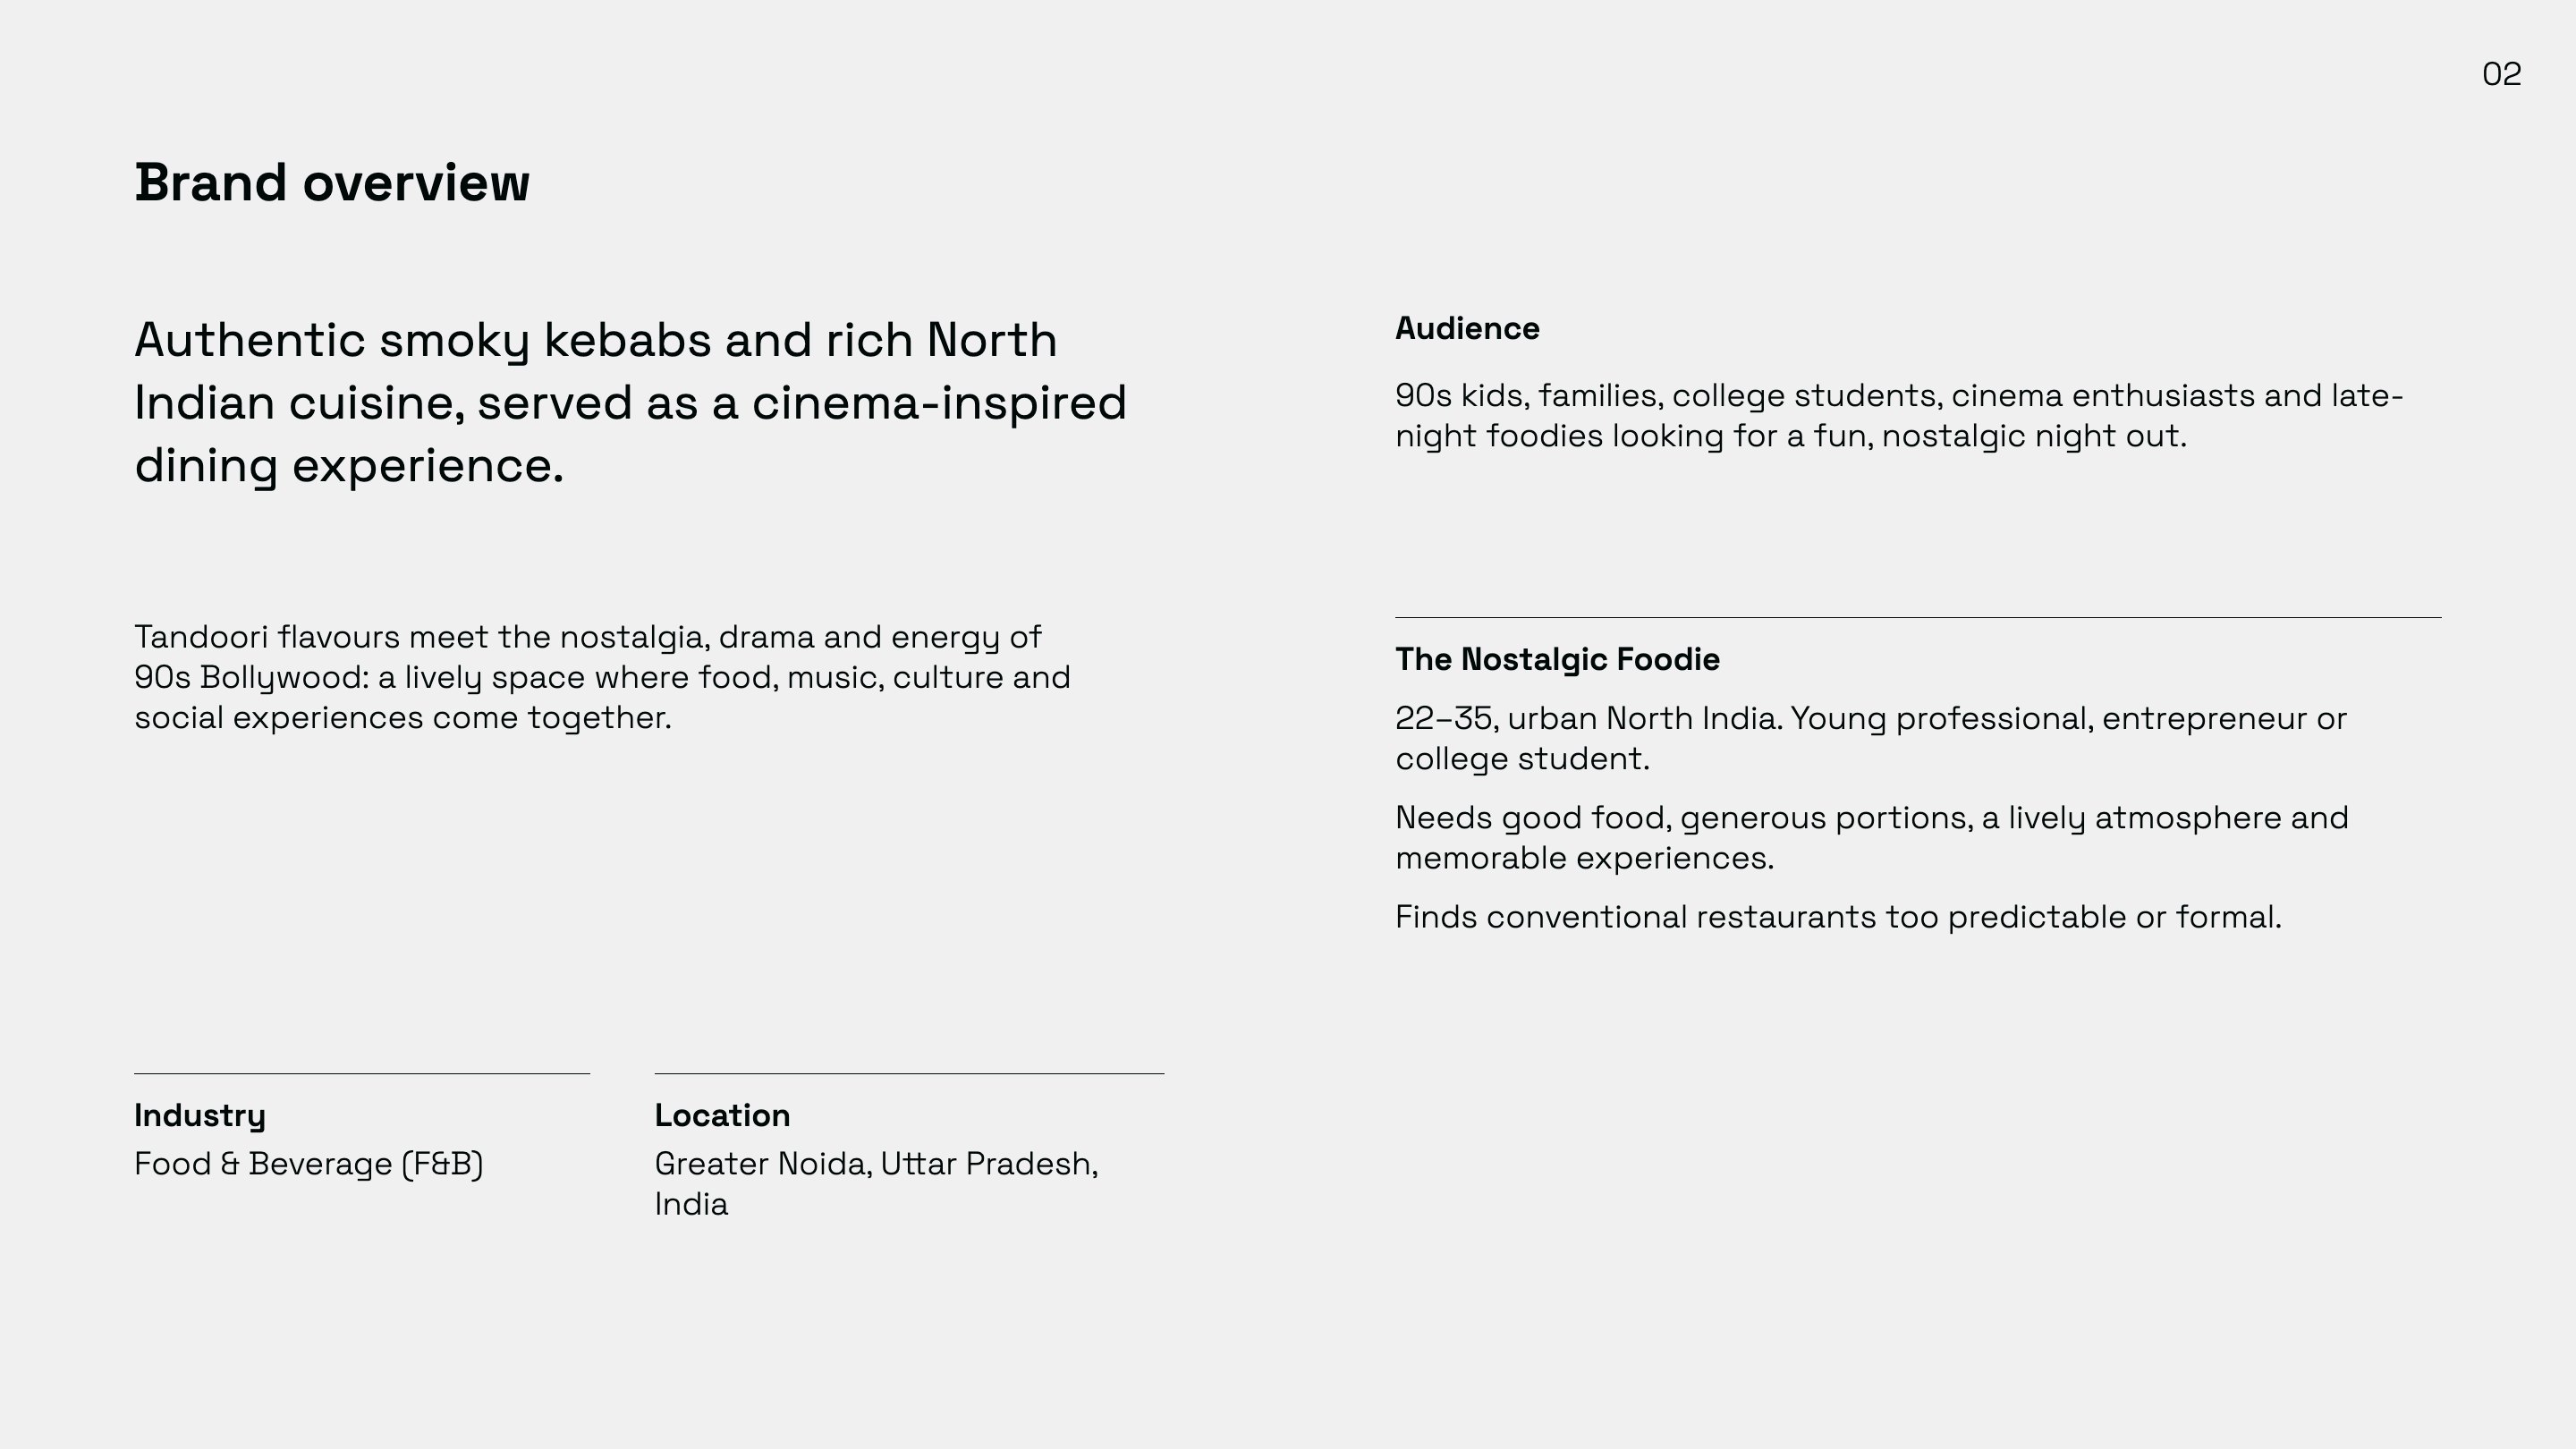 02
Brand overview
Authentic smoky kebabs and rich North
Indian cuisine, served as a cinema-inspired
dining experience.
Tandoori flavours meet the nostalgia, drama and energy of
90s Bollywood: a lively space where food, music, culture and
social experiences come together.
Industry
Food & Beverage (F&B)
Location
Greater Noida, Uttar Pradesh,
India
Audience
90s kids, families, college students, cinema enthusiasts and late-
night foodies looking for a fun, nostalgic night out.
The Nostalgic Foodie
22–35, urban North India. Young professional, entrepreneur or
college student.
Needs good food, generous portions, a lively atmosphere and
memorable experiences.
Finds conventional restaurants too predictable or formal.